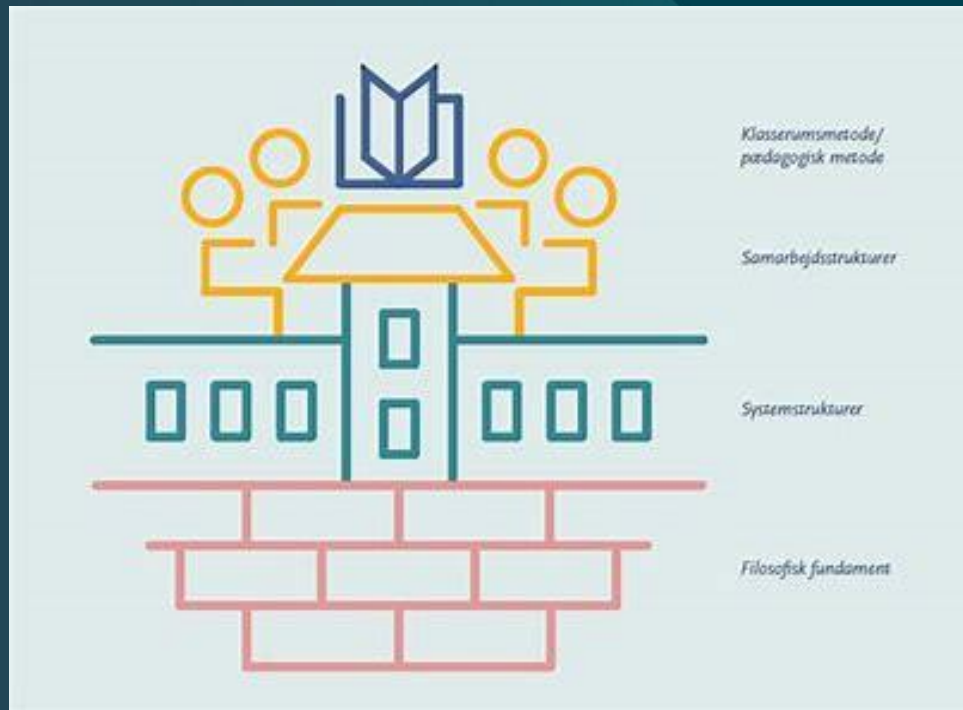 Klasserumsmetode/
pædagogisk metode
Samarbejdsstrukturer
Systemstrukturer
Filosofisk fundament